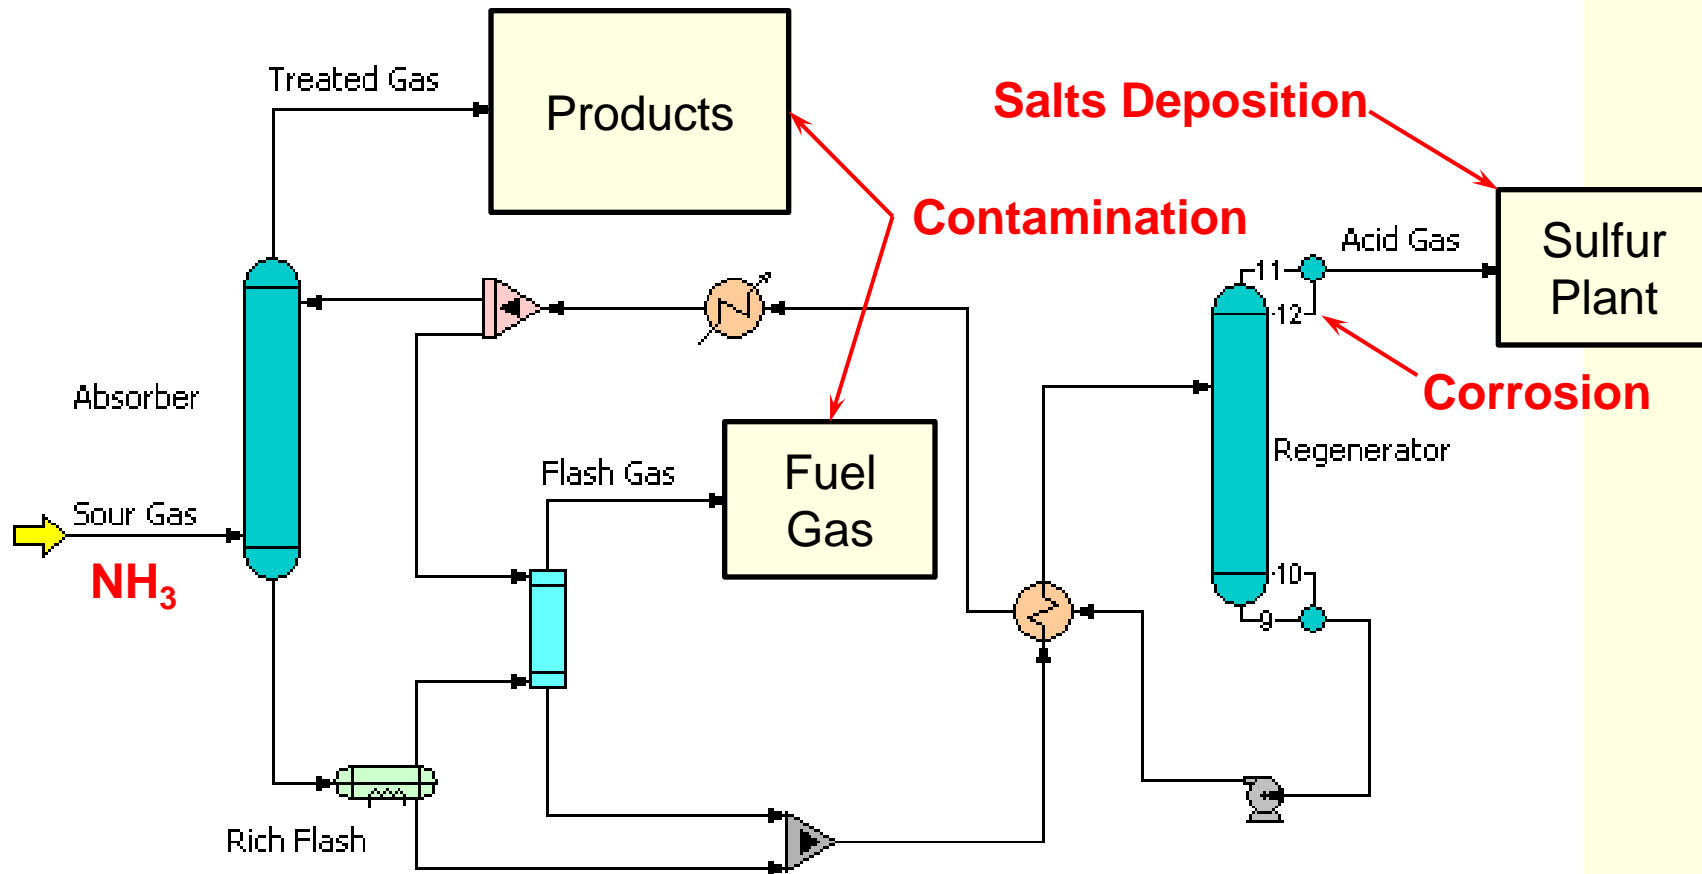 Treated Gas
Products
Salts Deposition
Contamination
Acid Gas
Sulfur
Plant
11
12
Corrosion
Absorber
Regenerator
Flash Gas
Fuel
Gas
Sour Gas
NH₃
10
9
Rich Flash